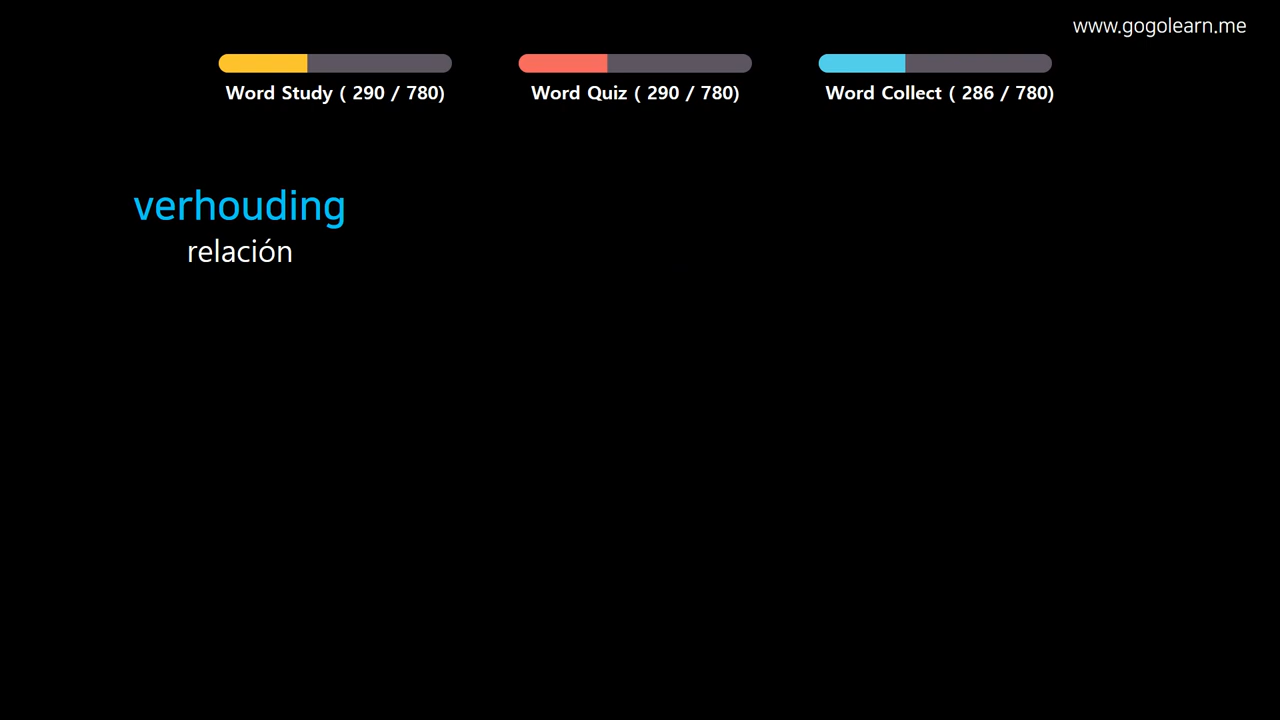 www.gogolearn.me
Word Study ( 290 / 780)
Word Quiz ( 290 / 780)
Word Collect ( 286 / 780)
verhouding
relación